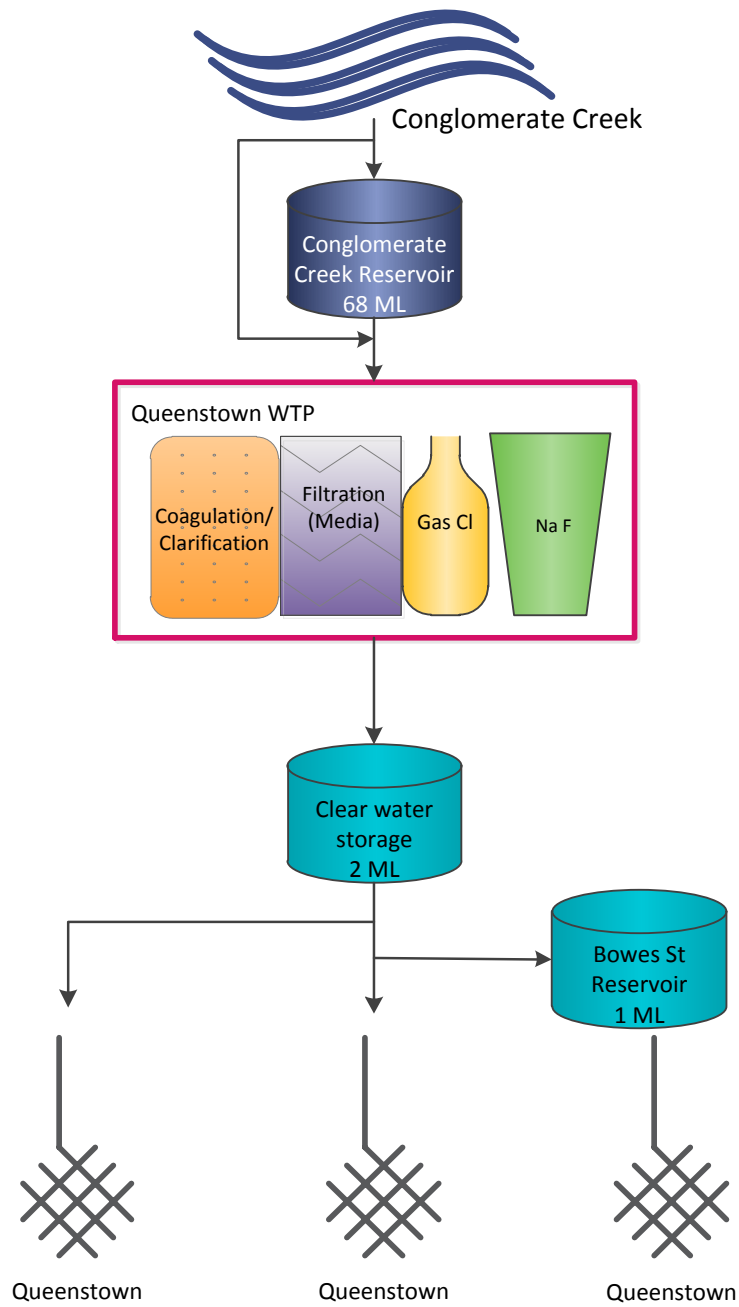 Conglomerate Creek
Conglomerate
Creek Reservoir
68 ML
Queenstown WTP
Coagulation/
Clarification
Filtration
(Media)
Gas Cl
Na F
Clear water
storage
2 ML
Bowes St
Reservoir
1 ML
Queenstown
Queenstown
Queenstown